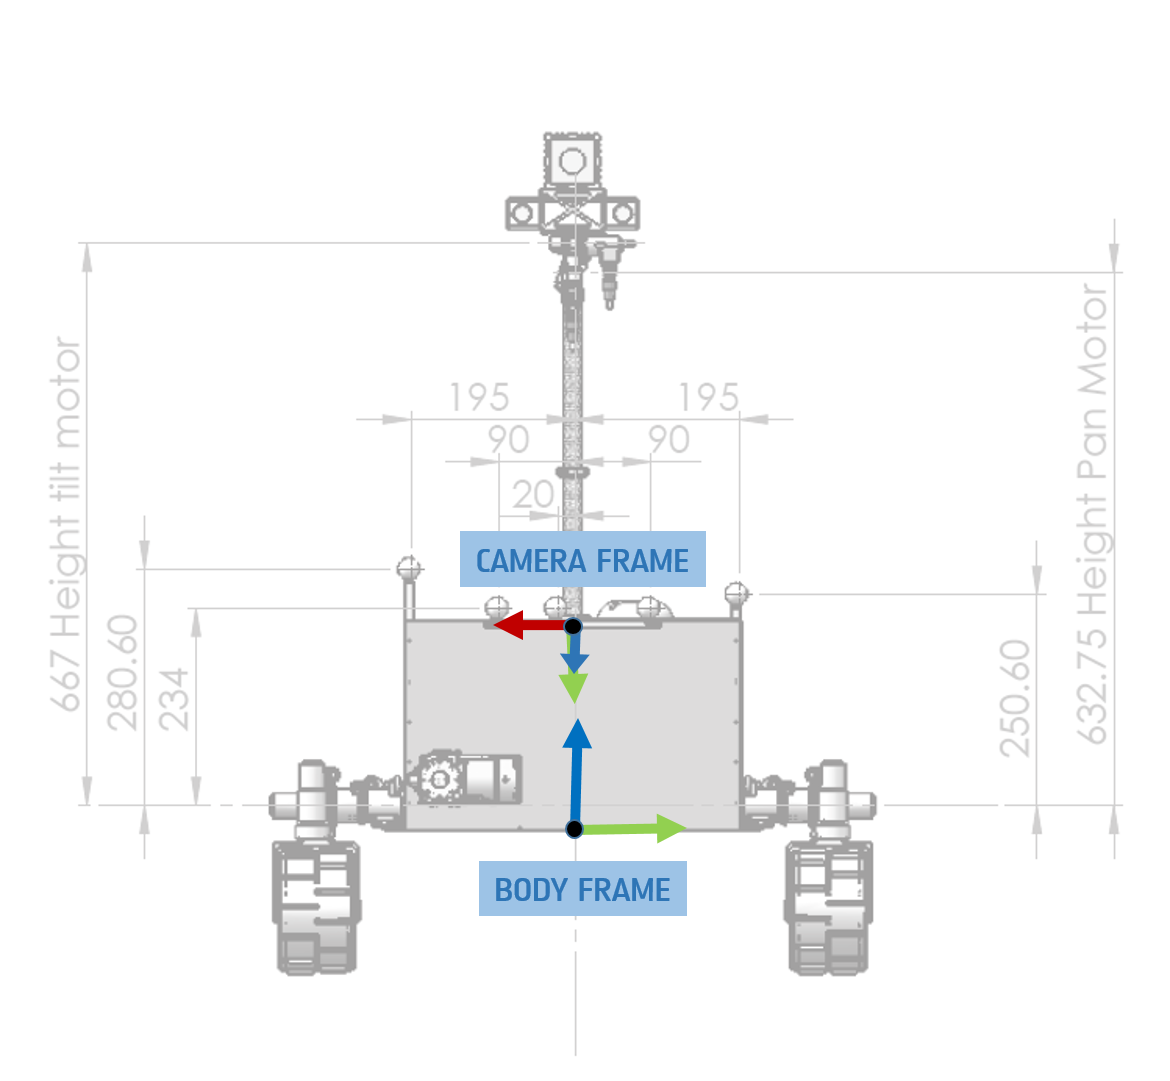 195
195
90
90
20
CAMERA FRAME
667 Height tilt motor
280.60
234
250.60
632.75 Height Pan Motor
BODY FRAME